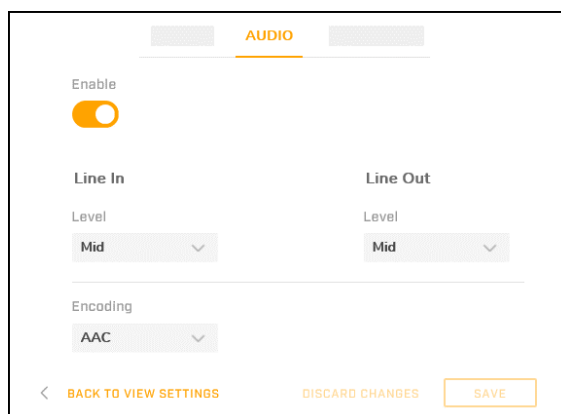 AUDIO
Enable
Line In Line Out
Level Level
Mid Mid
Encoding
AAC
BACK TO VIEW SETTINGS DISCARD CHANGES SAVE